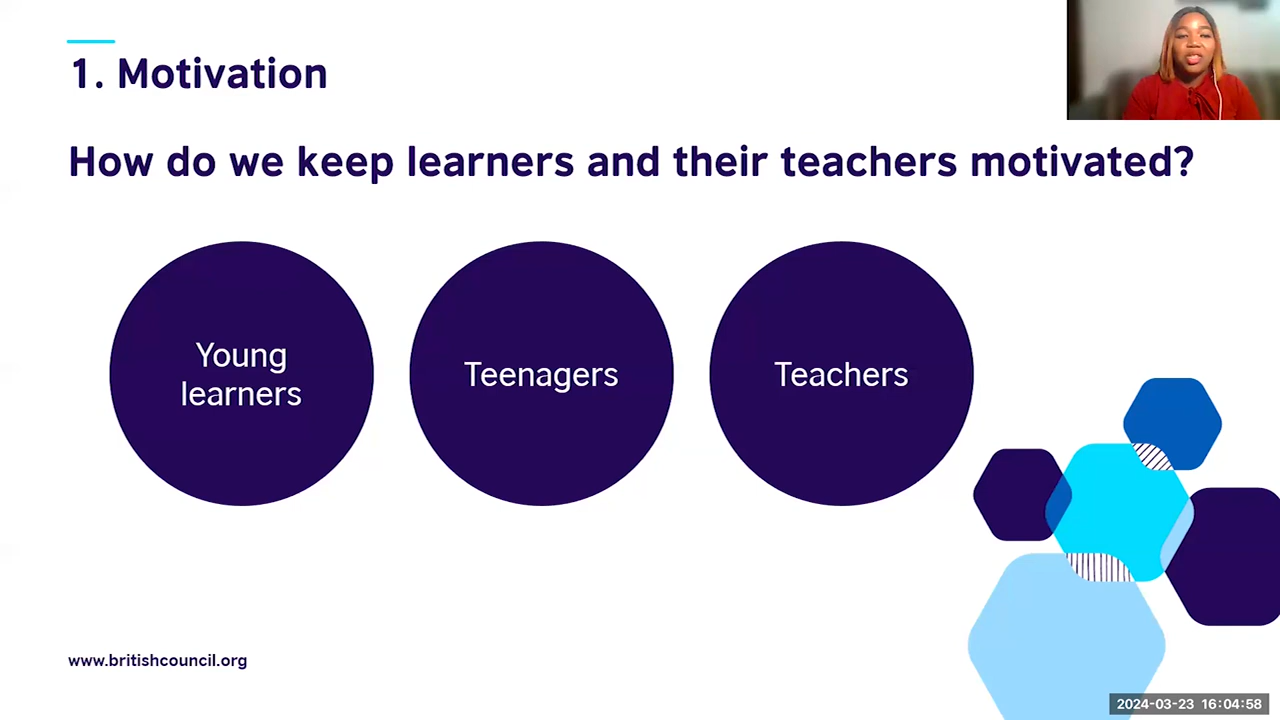 1. Motivation
How do we keep learners and their teachers motivated?
Young
learners
Teenagers
Teachers
www.britishcouncil.org
2024-03-23 16:04:58